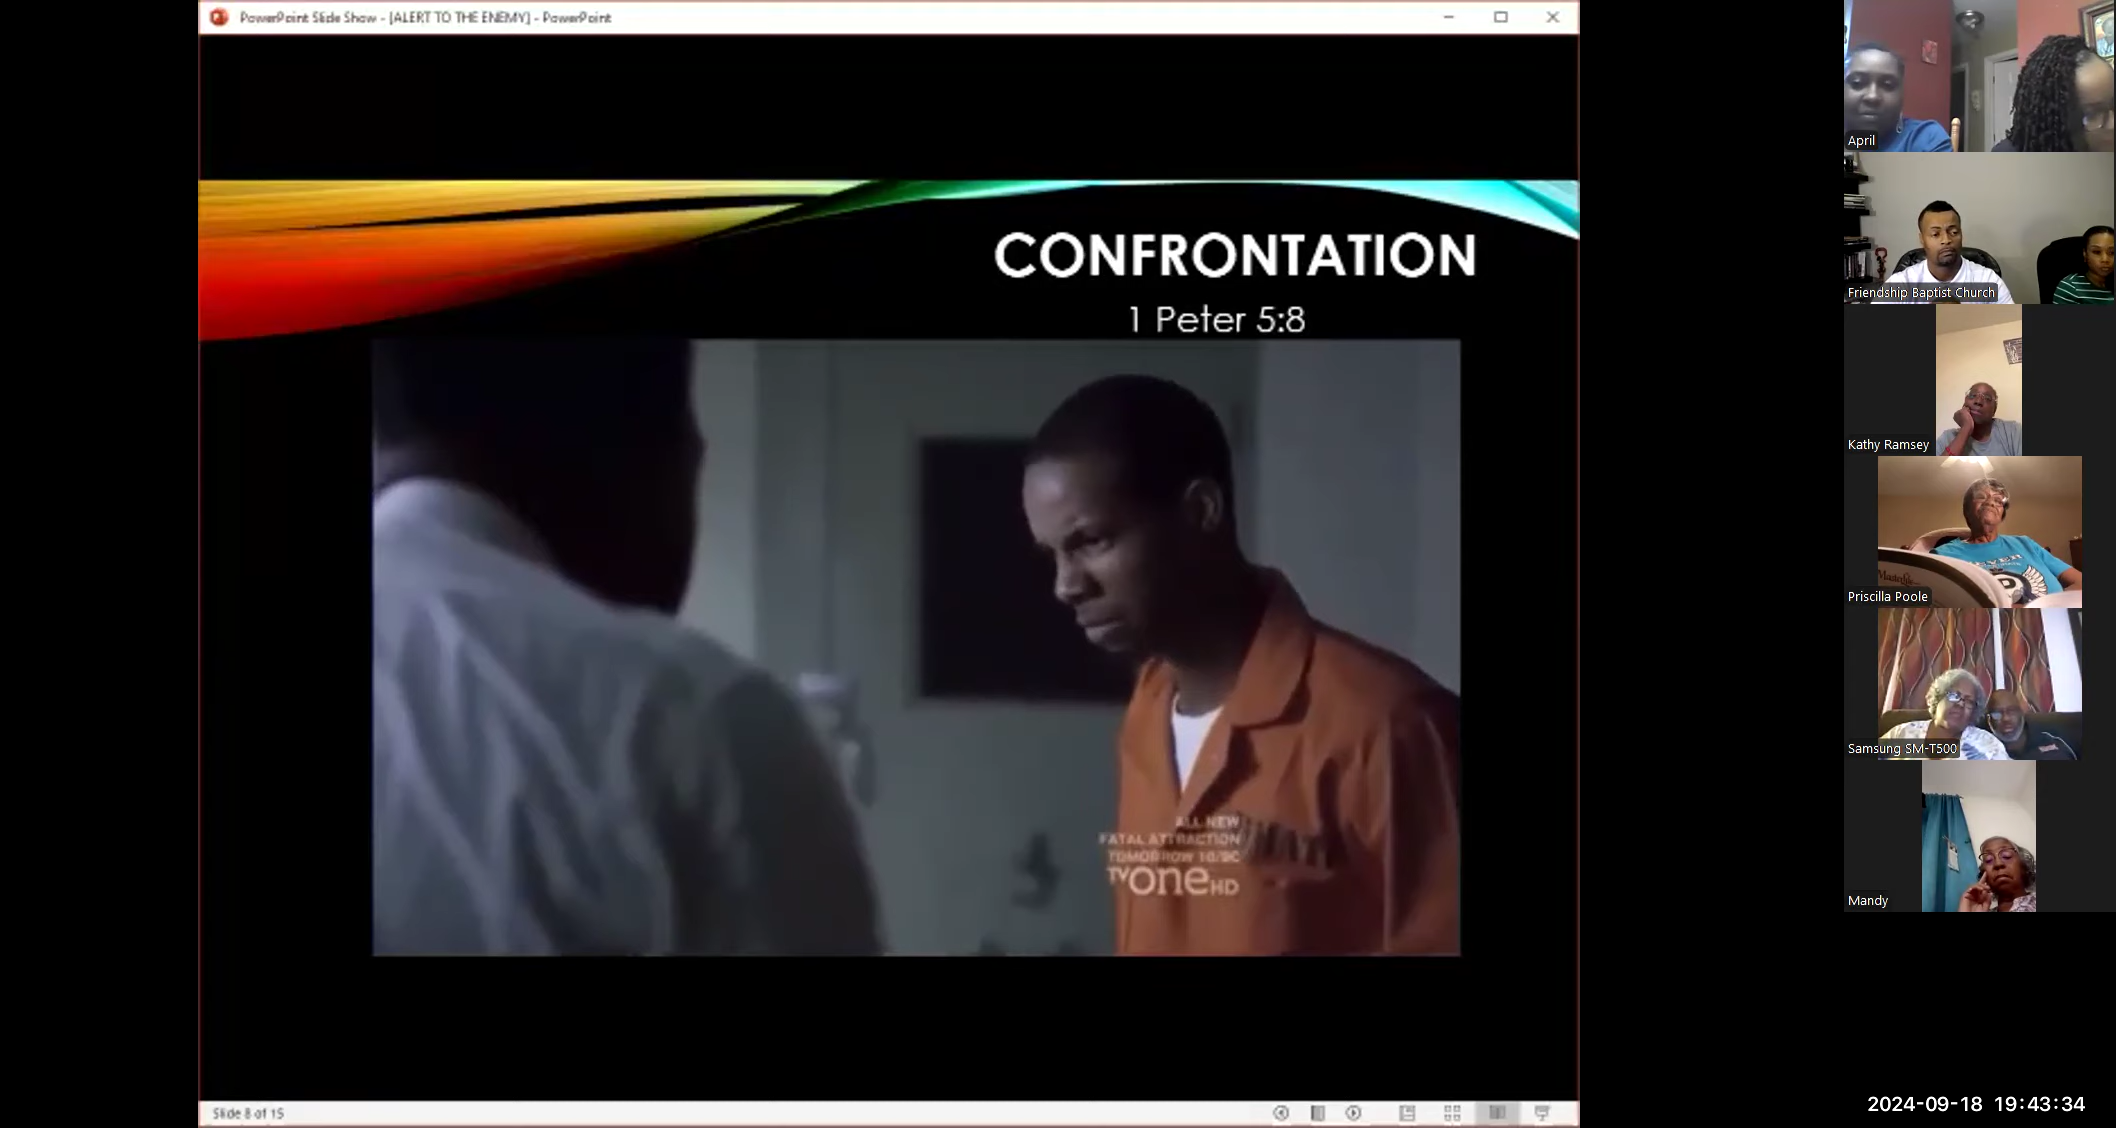 PowerPoint Slide Show - [ALERT TO THE ENEMY] - PowerPoint
CONFRONTATION
1 Peter 5:8
ALL NEW
FATAL ATTRACTION
TOMORROW 10/9C
TV one HD
Slide 8 of 15
April
Friendship Baptist Church
Kathy Ramsey
Priscilla Poole
Samsung SM-T500
Mandy
2024-09-18 19:43:34